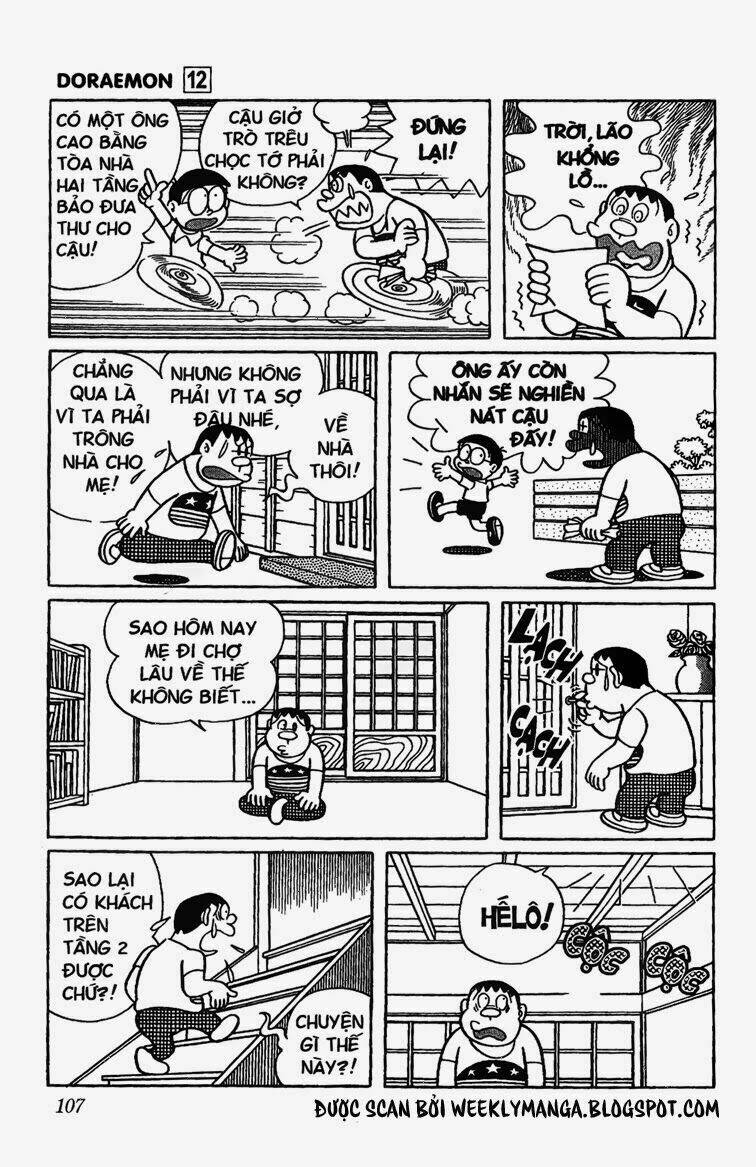 DORAEMON 12
CÓ MỘT ÔNG
CAO BẰNG
TÒA NHÀ
HAI TẦNG
BẢO ĐƯA
THƯ CHO
CẬU!
CẬU GIỞ
TRÒ TRÊU
CHỌC TỚ PHẢI
KHÔNG?
ĐỨNG
LẠI!
TRỜI, LÃO
KHỔNG
LỒ...
CHẲNG
QUA LÀ
VÌ TA PHẢI
TRÔNG
NHÀ CHO
MẸ!
NHƯNG KHÔNG
PHẢI VÌ TA SỢ
ĐÂU NHÉ,
VỀ
NHÀ
THÔI!
ÔNG ẤY CÒN
NHẮN SẼ NGHIỀN
NÁT CẬU
ĐẤY!
SAO HÔM NAY
MẸ ĐI CHỢ
LÂU VỀ THẾ
KHÔNG BIẾT...
LẠCH
CẠCH
SAO LẠI
CÓ KHÁCH
TRÊN
TẦNG 2
ĐƯỢC
CHỨ?!
CHUYỆN
GÌ THẾ
NÀY?!
HẾLÔ!
CỘC
CỘC
107
ĐƯỢC SCAN BỞI WEEKLYMANGA.BLOGSPOT.COM